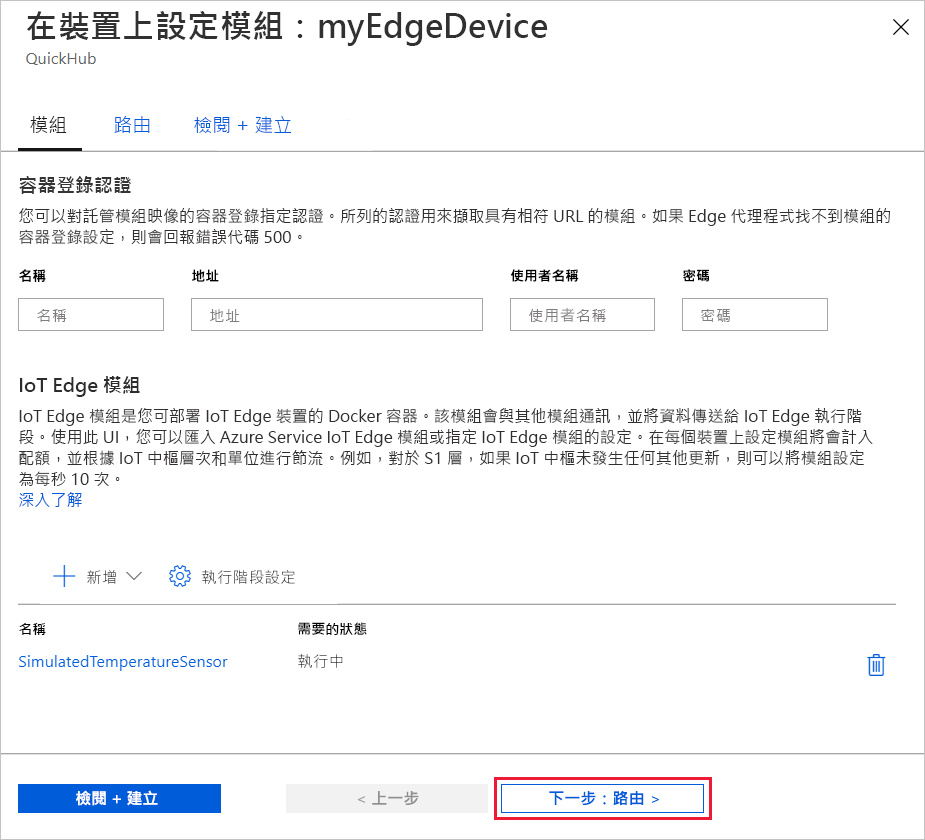 在裝置上設定模組：myEdgeDevice
QuickHub
模組 路由 檢閱 + 建立
容器登錄認證
您可以對託管模組映像的容器登錄指定認證。所列的認證用來擷取具有相符 URL 的模組。如果 Edge 代理程式找不到模組的
容器登錄設定，則會回報錯誤代碼 500。
名稱 地址 使用者名稱 密碼
名稱 地址 使用者名稱 密碼
IoT Edge 模組
IoT Edge 模組是您可部署 IoT Edge 裝置的 Docker 容器。該模組會與其他模組通訊，並將資料傳送給 IoT Edge 執行階
段。使用此 UI，您可以匯入 Azure Service IoT Edge 模組或指定 IoT Edge 模組的設定。在每個裝置上設定模組將會計入
配額，並根據 IoT 中樞層次和單位進行節流。例如，對於 S1 層，如果 IoT 中樞未發生任何其他更新，則可以將模組設定
為每秒 10 次。
深入了解
新增 執行階段設定
名稱 需要的狀態
SimulatedTemperatureSensor 執行中
檢閱 + 建立 < 上一步 下一步：路由 >